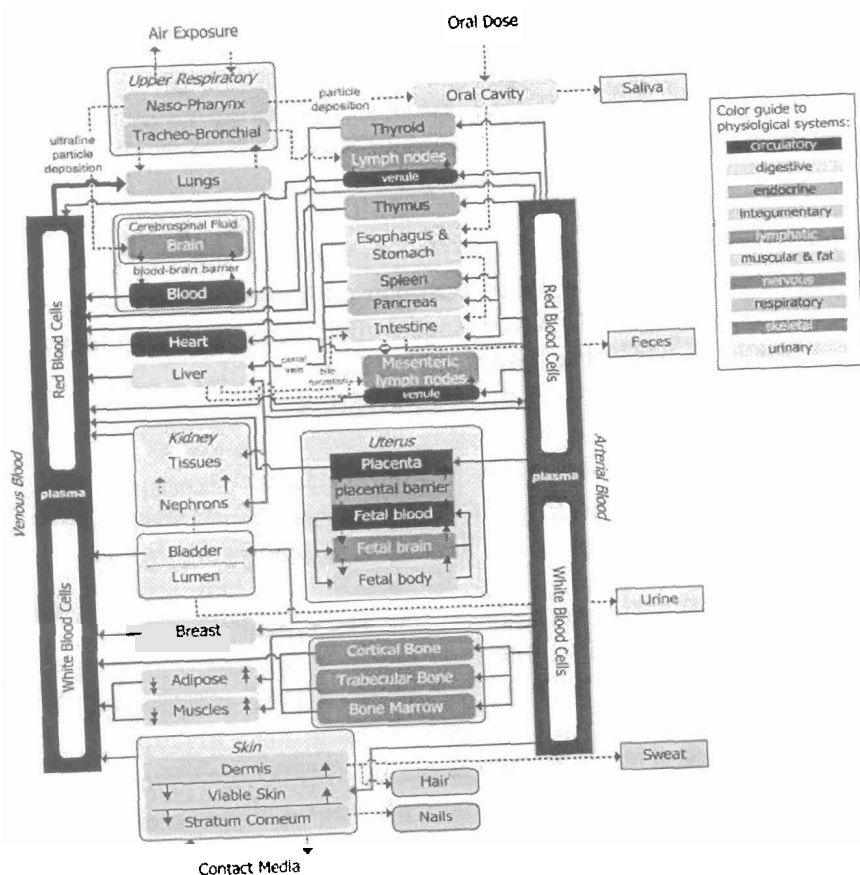 Oral Dose
Air Exposure
Upper Respiratory
Naso-Pharynx
Tracheo-Bronchial
particle
deposition
Oral Cavity
Saliva
ultrafine
particle
deposition
Lungs
Thyroid
Lymph nodes
venule
Thymus
Color guide to
physiolgical systems:
circulatory
digestive
endocrine
integumentary
lymphatic
muscular & fat
nervous
respiratory
skeletal
urinary
Cerebrospinal Fluid
Brain
blood-brain barrier
Blood
Esophagus &
Stomach
Spleen
Pancreas
Intestine
Heart
Liver
portal
vein
bile
Mesenteric
lymph nodes
venule
Feces
Red Blood Cells
plasma
White Blood Cells
Venous Blood
Red Blood Cells
plasma
White Blood Cells
Arterial Blood
Kidney
Tissues
Nephrons
Bladder
Lumen
Uterus
Placenta
placental barrier
Fetal blood
Fetal brain
Fetal body
Urine
Breast
Adipose
Muscles
Cortical Bone
Trabecular Bone
Bone Marrow
Skin
Dermis
Viable Skin
Stratum Corneum
Sweat
Hair
Nails
Contact Media